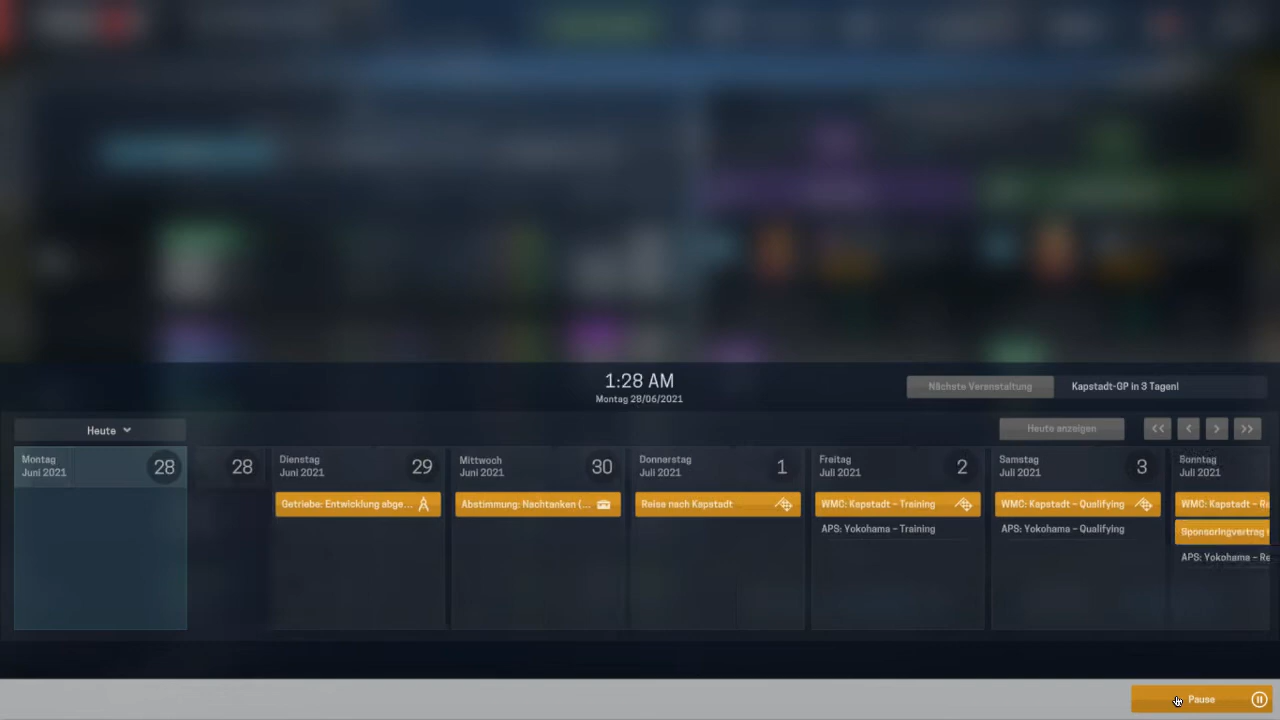 1:28 AM
Montag 28/06/2021
Nächste Veranstaltung
Kapstadt-GP in 3 Tagen!
Heute
Heute anzeigen
<< < > >>
Montag
Juni 2021
28
28
Dienstag
Juni 2021
29
Getriebe: Entwicklung abge...
Mittwoch
Juni 2021
30
Abstimmung: Nachtanken (...
Donnerstag
Juli 2021
1
Reise nach Kapstadt
Freitag
Juli 2021
2
WMC: Kapstadt – Training
APS: Yokohama – Training
Samstag
Juli 2021
3
WMC: Kapstadt – Qualifying
APS: Yokohama – Qualifying
Sonntag
Juli 2021
WMC: Kapstadt – Re
Sponsoringvertrag
APS: Yokohama – Re
Pause